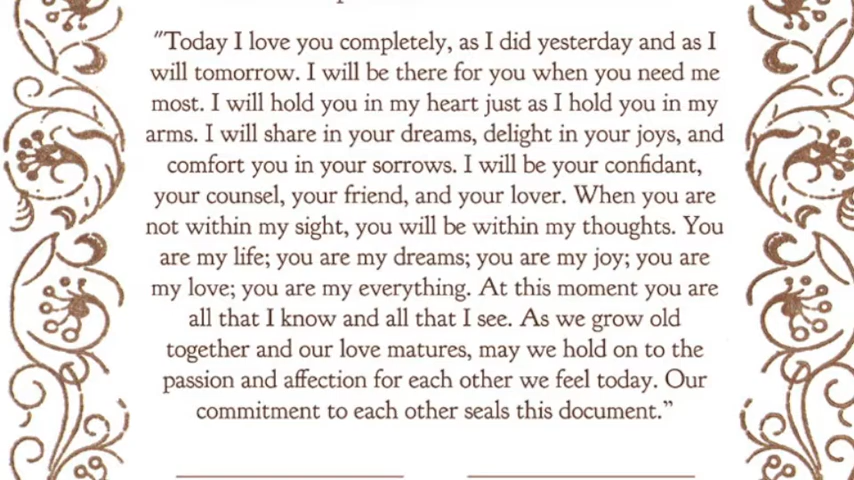 "Today I love you completely, as I did yesterday and as I
will tomorrow. I will be there for you when you need me
most. I will hold you in my heart just as I hold you in my
arms. I will share in your dreams, delight in your joys, and
comfort you in your sorrows. I will be your confidant,
your counsel, your friend, and your lover. When you are
not within my sight, you will be within my thoughts. You
are my life; you are my dreams; you are my joy; you are
my love; you are my everything. At this moment you are
all that I know and all that I see. As we grow old
together and our love matures, may we hold on to the
passion and affection for each other we feel today. Our
commitment to each other seals this document.”